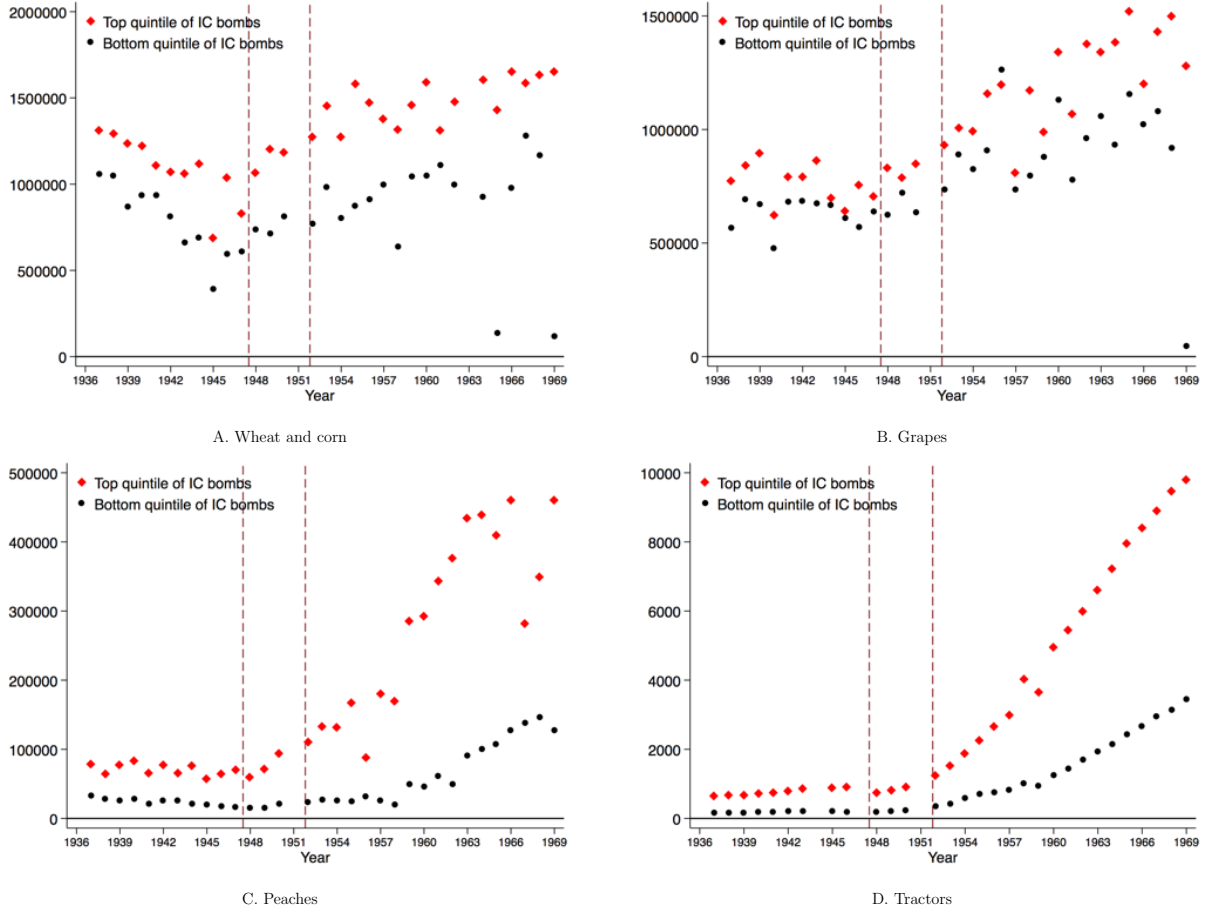 2000000
1500000
1000000
500000
0
Top quintile of IC bombs
Bottom quintile of IC bombs
1936 1939 1942 1945 1948 1951 1954 1957 1960 1963 1966 1969
Year
A. Wheat and corn
1500000
1000000
500000
0
Top quintile of IC bombs
Bottom quintile of IC bombs
1936 1939 1942 1945 1948 1951 1954 1957 1960 1963 1966 1969
Year
B. Grapes
500000
400000
300000
200000
100000
0
Top quintile of IC bombs
Bottom quintile of IC bombs
1936 1939 1942 1945 1948 1951 1954 1957 1960 1963 1966 1969
Year
C. Peaches
10000
8000
6000
4000
2000
0
Top quintile of IC bombs
Bottom quintile of IC bombs
1936 1939 1942 1945 1948 1951 1954 1957 1960 1963 1966 1969
Year
D. Tractors